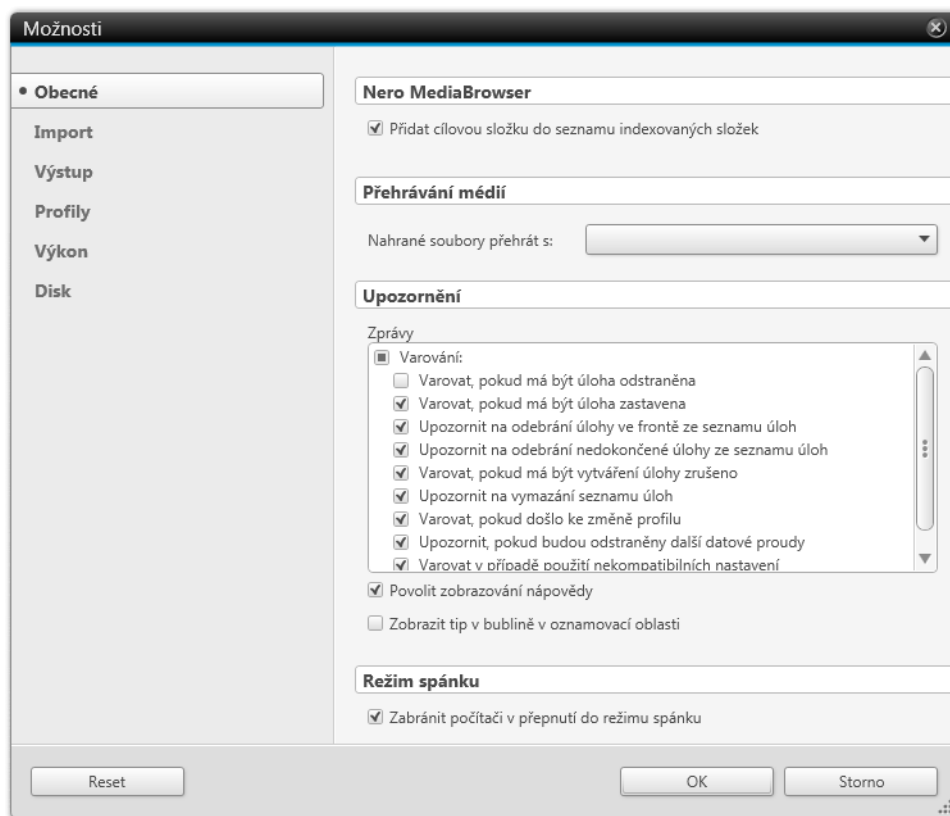 Možnosti
Obecné
Import
Výstup
Profily
Výkon
Disk
Nero MediaBrowser
Přidat cílovou složku do seznamu indexovaných složek
Přehrávání médií
Nahrané soubory přehrát s:
Upozornění
Zprávy
Varování:
Varovat, pokud má být úloha odstraněna
Varovat, pokud má být úloha zastavena
Upozornit na odebrání úlohy ve frontě ze seznamu úloh
Upozornit na odebrání nedokončené úlohy ze seznamu úloh
Varovat, pokud má být vytváření úlohy zrušeno
Upozornit na vymazání seznamu úloh
Varovat, pokud došlo ke změně profilu
Upozornit, pokud budou odstraněny další datové proudy
Varovat v případě použití nekompatibilních nastavení
Povolit zobrazování nápovědy
Zobrazit tip v bublině v oznamovací oblasti
Režim spánku
Zabránit počítači v přepnutí do režimu spánku
Reset
OK
Storno